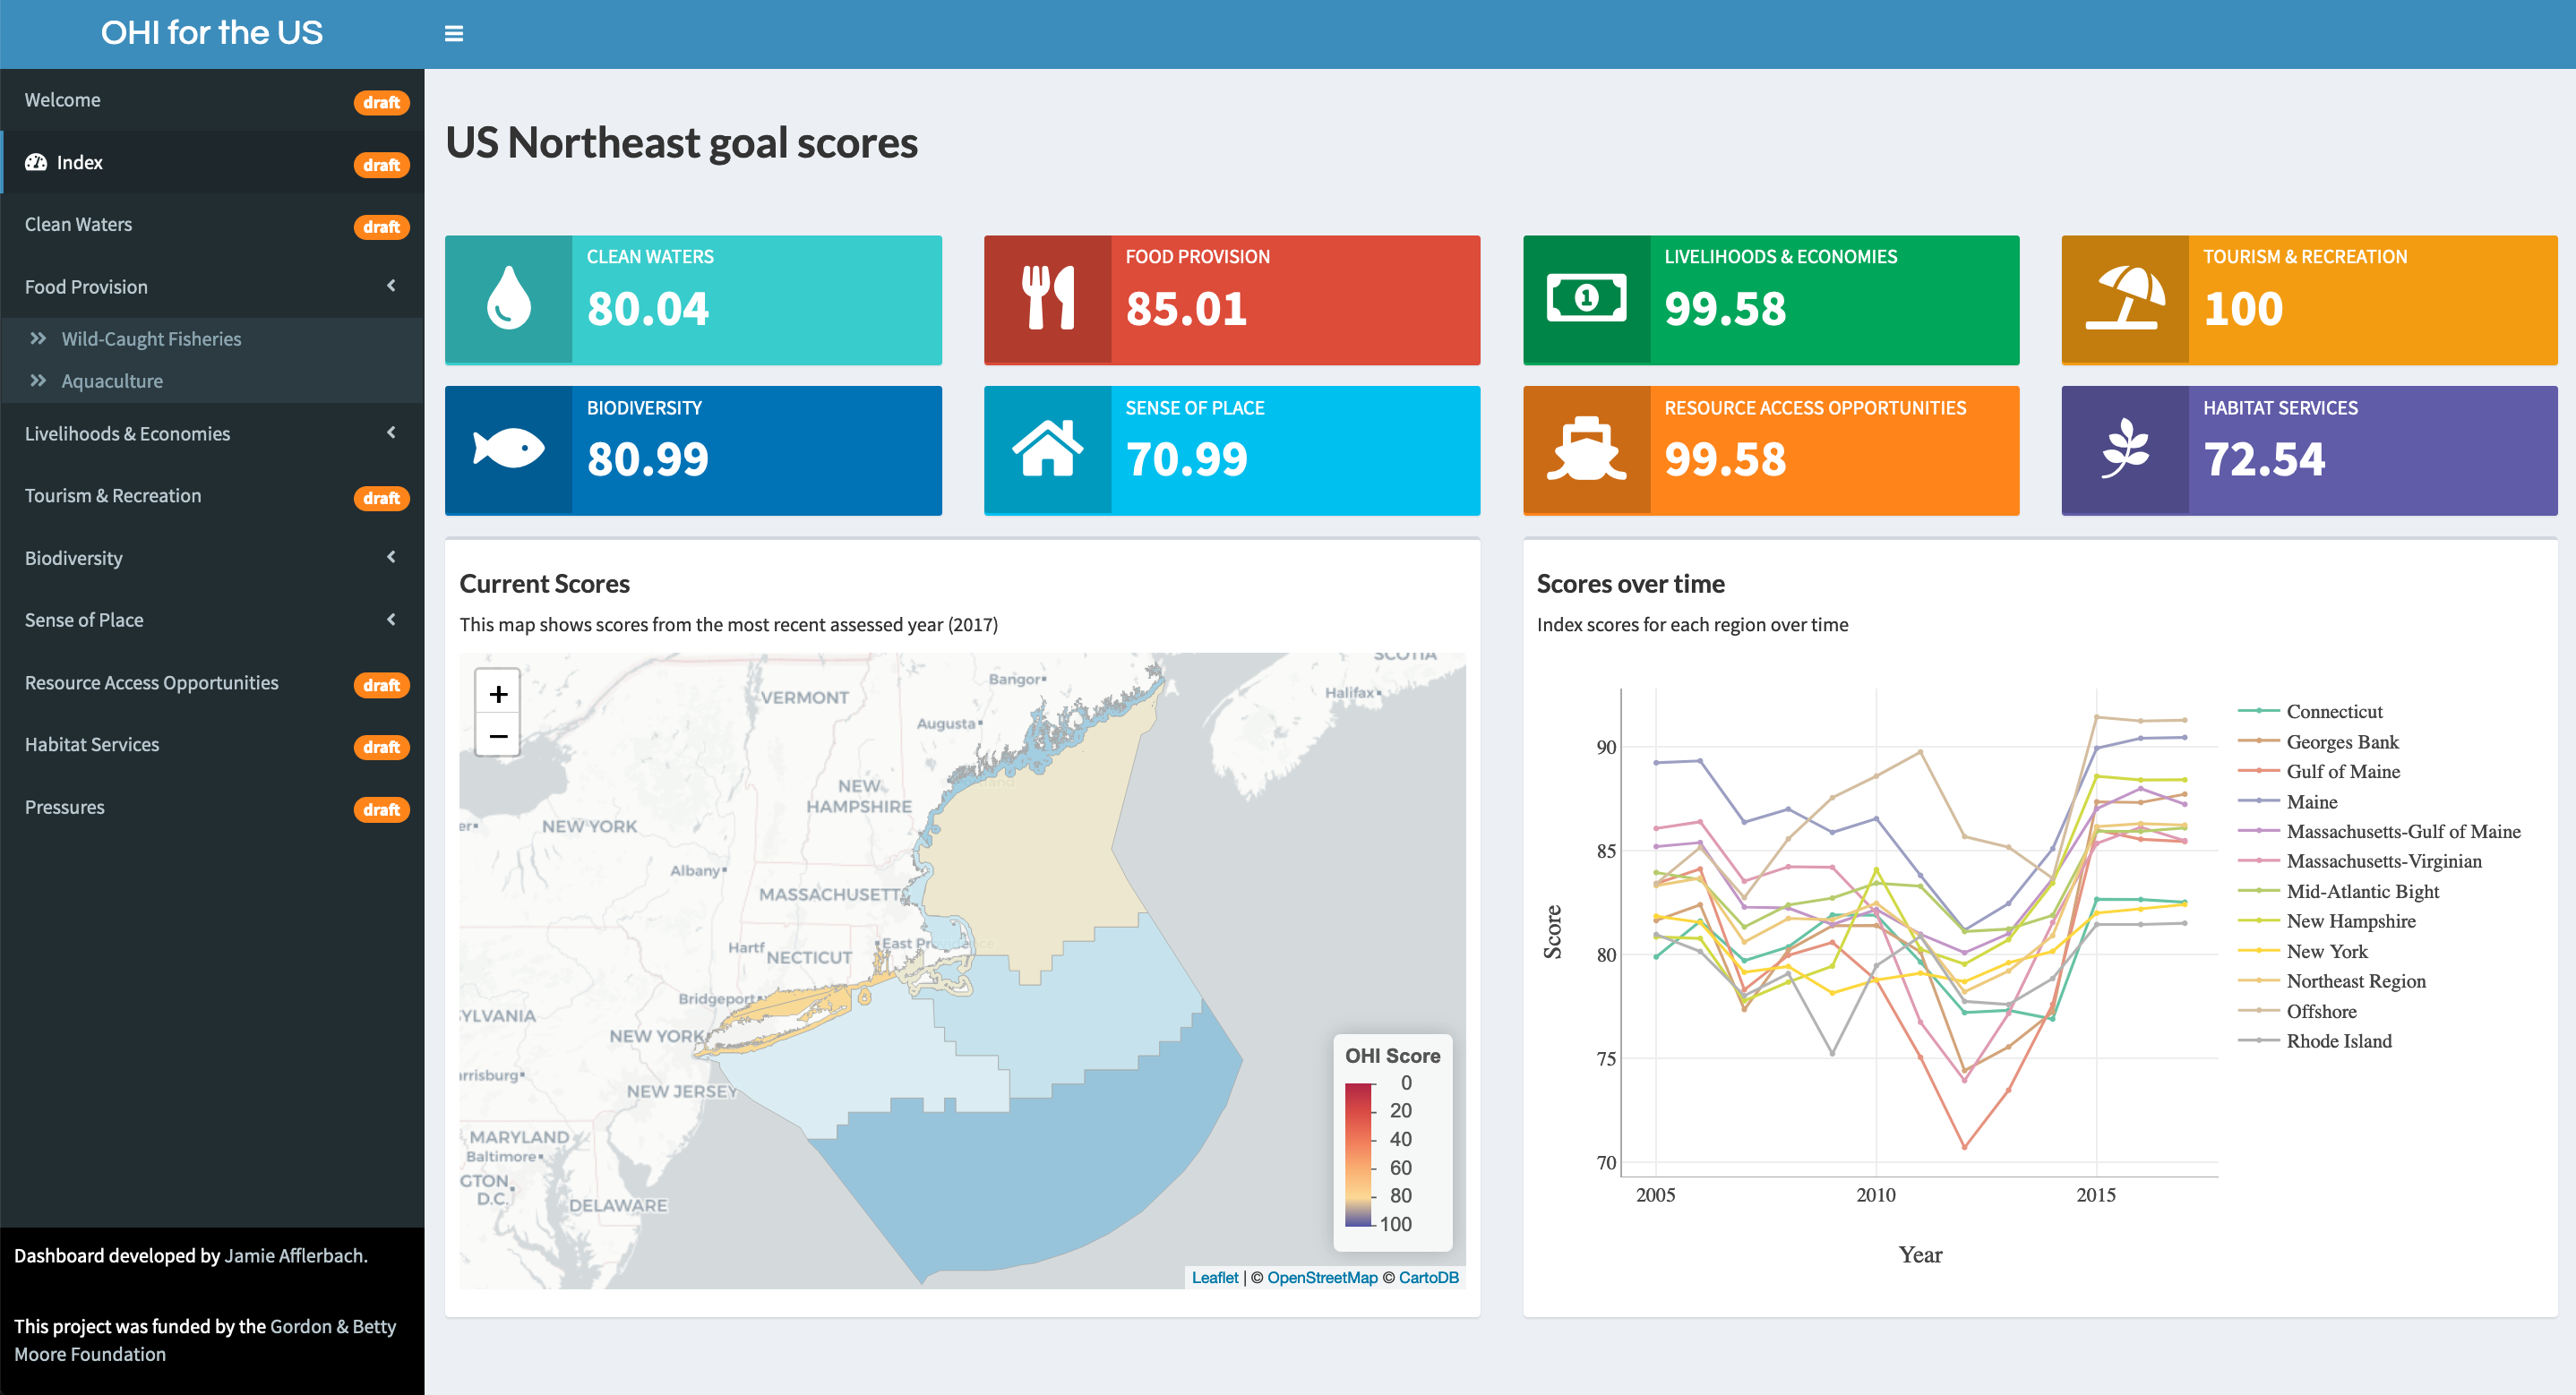 OHI for the US
Welcome
draft
Index
draft
Clean Waters
draft
Food Provision
Wild-Caught Fisheries
Aquaculture
Livelihoods & Economies
Tourism & Recreation
draft
Biodiversity
Sense of Place
Resource Access Opportunities
draft
Habitat Services
draft
Pressures
draft
Dashboard developed by Jamie Afflerbach.
This project was funded by the Gordon & Betty
Moore Foundation
US Northeast goal scores
CLEAN WATERS
80.04
FOOD PROVISION
85.01
LIVELIHOODS & ECONOMIES
99.58
TOURISM & RECREATION
100
BIODIVERSITY
80.99
SENSE OF PLACE
70.99
RESOURCE ACCESS OPPORTUNITIES
99.58
HABITAT SERVICES
72.54
Current Scores
This map shows scores from the most recent assessed year (2017)
+
−
SCOTIA
Bangor
VERMONT
Halifax
Augusta
NEW
HAMPSHIRE
er
NEW YORK
Albany
MASSACHUSETT
East Providence
Hartf
NECTICUT
Bridgeport
YLVANIA
NEW YORK
rrisburg
NEW JERSEY
MARYLAND
Baltimore
GTON
D.C.
DELAWARE
OHI Score
0
20
40
60
80
100
Leaflet | © OpenStreetMap © CartoDB
Scores over time
Index scores for each region over time
Score
90
85
80
75
70
2005
2010
2015
Year
Connecticut
Georges Bank
Gulf of Maine
Maine
Massachusetts-Gulf of Maine
Massachusetts-Virginian
Mid-Atlantic Bight
New Hampshire
New York
Northeast Region
Offshore
Rhode Island